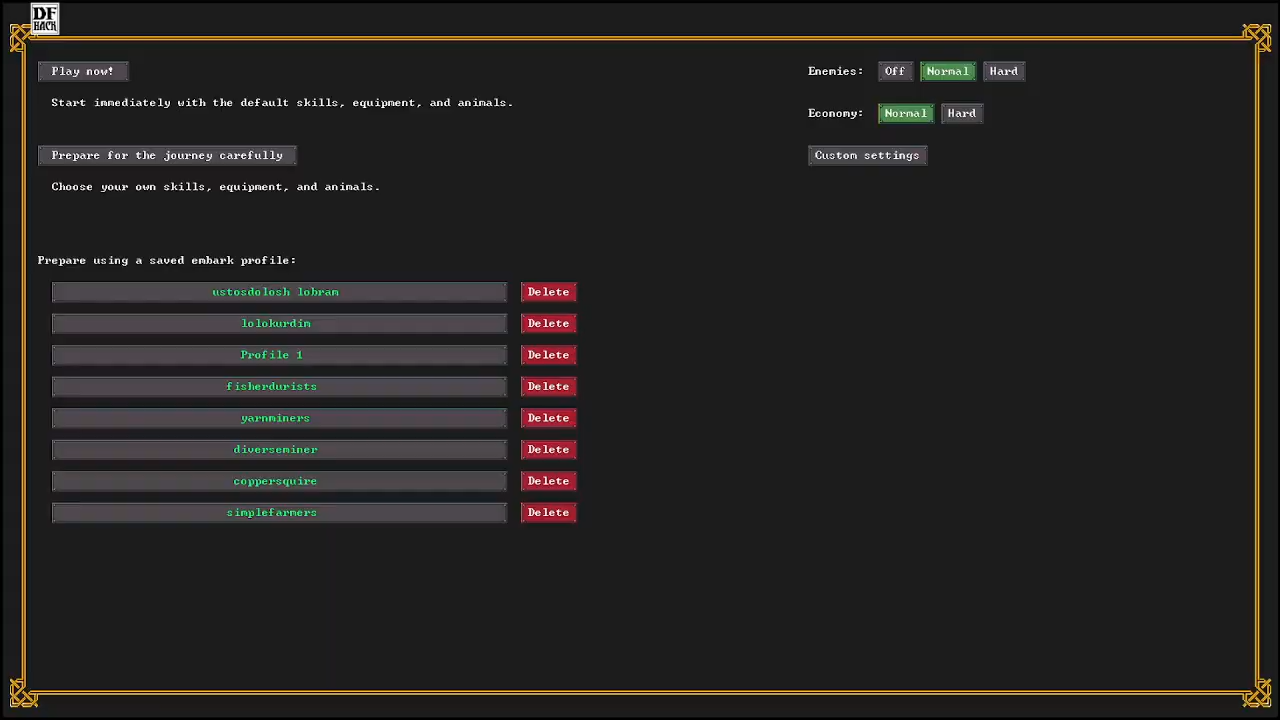 DF
HACK
Play now!
Enemies: Off Normal Hard
Start immediately with the default skills, equipment, and animals.
Economy: Normal Hard
Prepare for the journey carefully
Custom settings
Choose your own skills, equipment, and animals.
Prepare using a saved embark profile:
ustosdolosh lobram Delete
lolokurdim Delete
Profile 1 Delete
fisherdurists Delete
yarnminers Delete
diverseminer Delete
coppersquire Delete
simplefarmers Delete